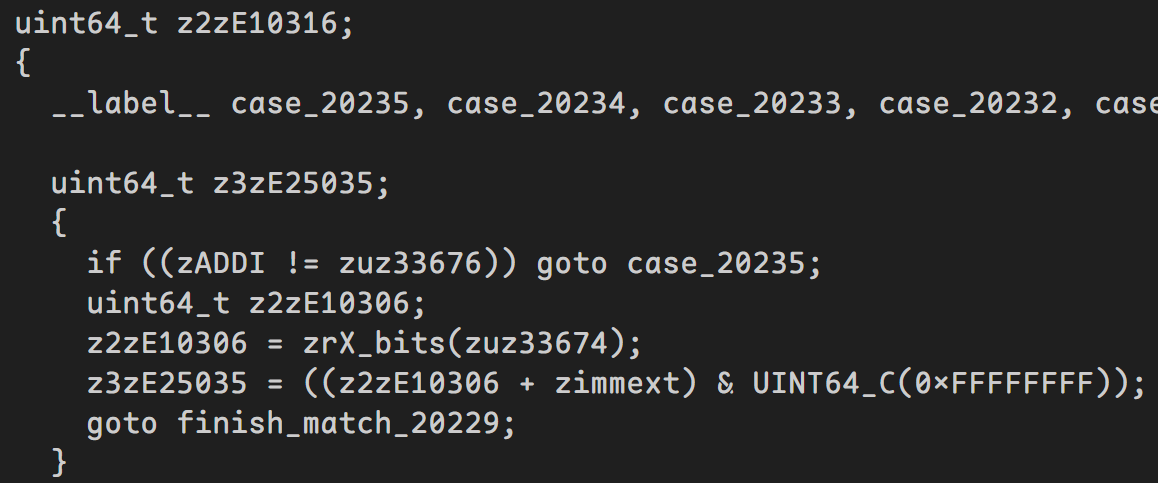 uint64_t z2zE10316;
{
  __label__ case_20235, case_20234, case_20233, case_20232, case
  uint64_t z3zE25035;
  {
    if ((zADDI != zuz33676)) goto case_20235;
    uint64_t z2zE10306;
    z2zE10306 = zrX_bits(zuz33674);
    z3zE25035 = ((z2zE10306 + zimmext) & UINT64_C(0xFFFFFFFF));
    goto finish_match_20229;
  }